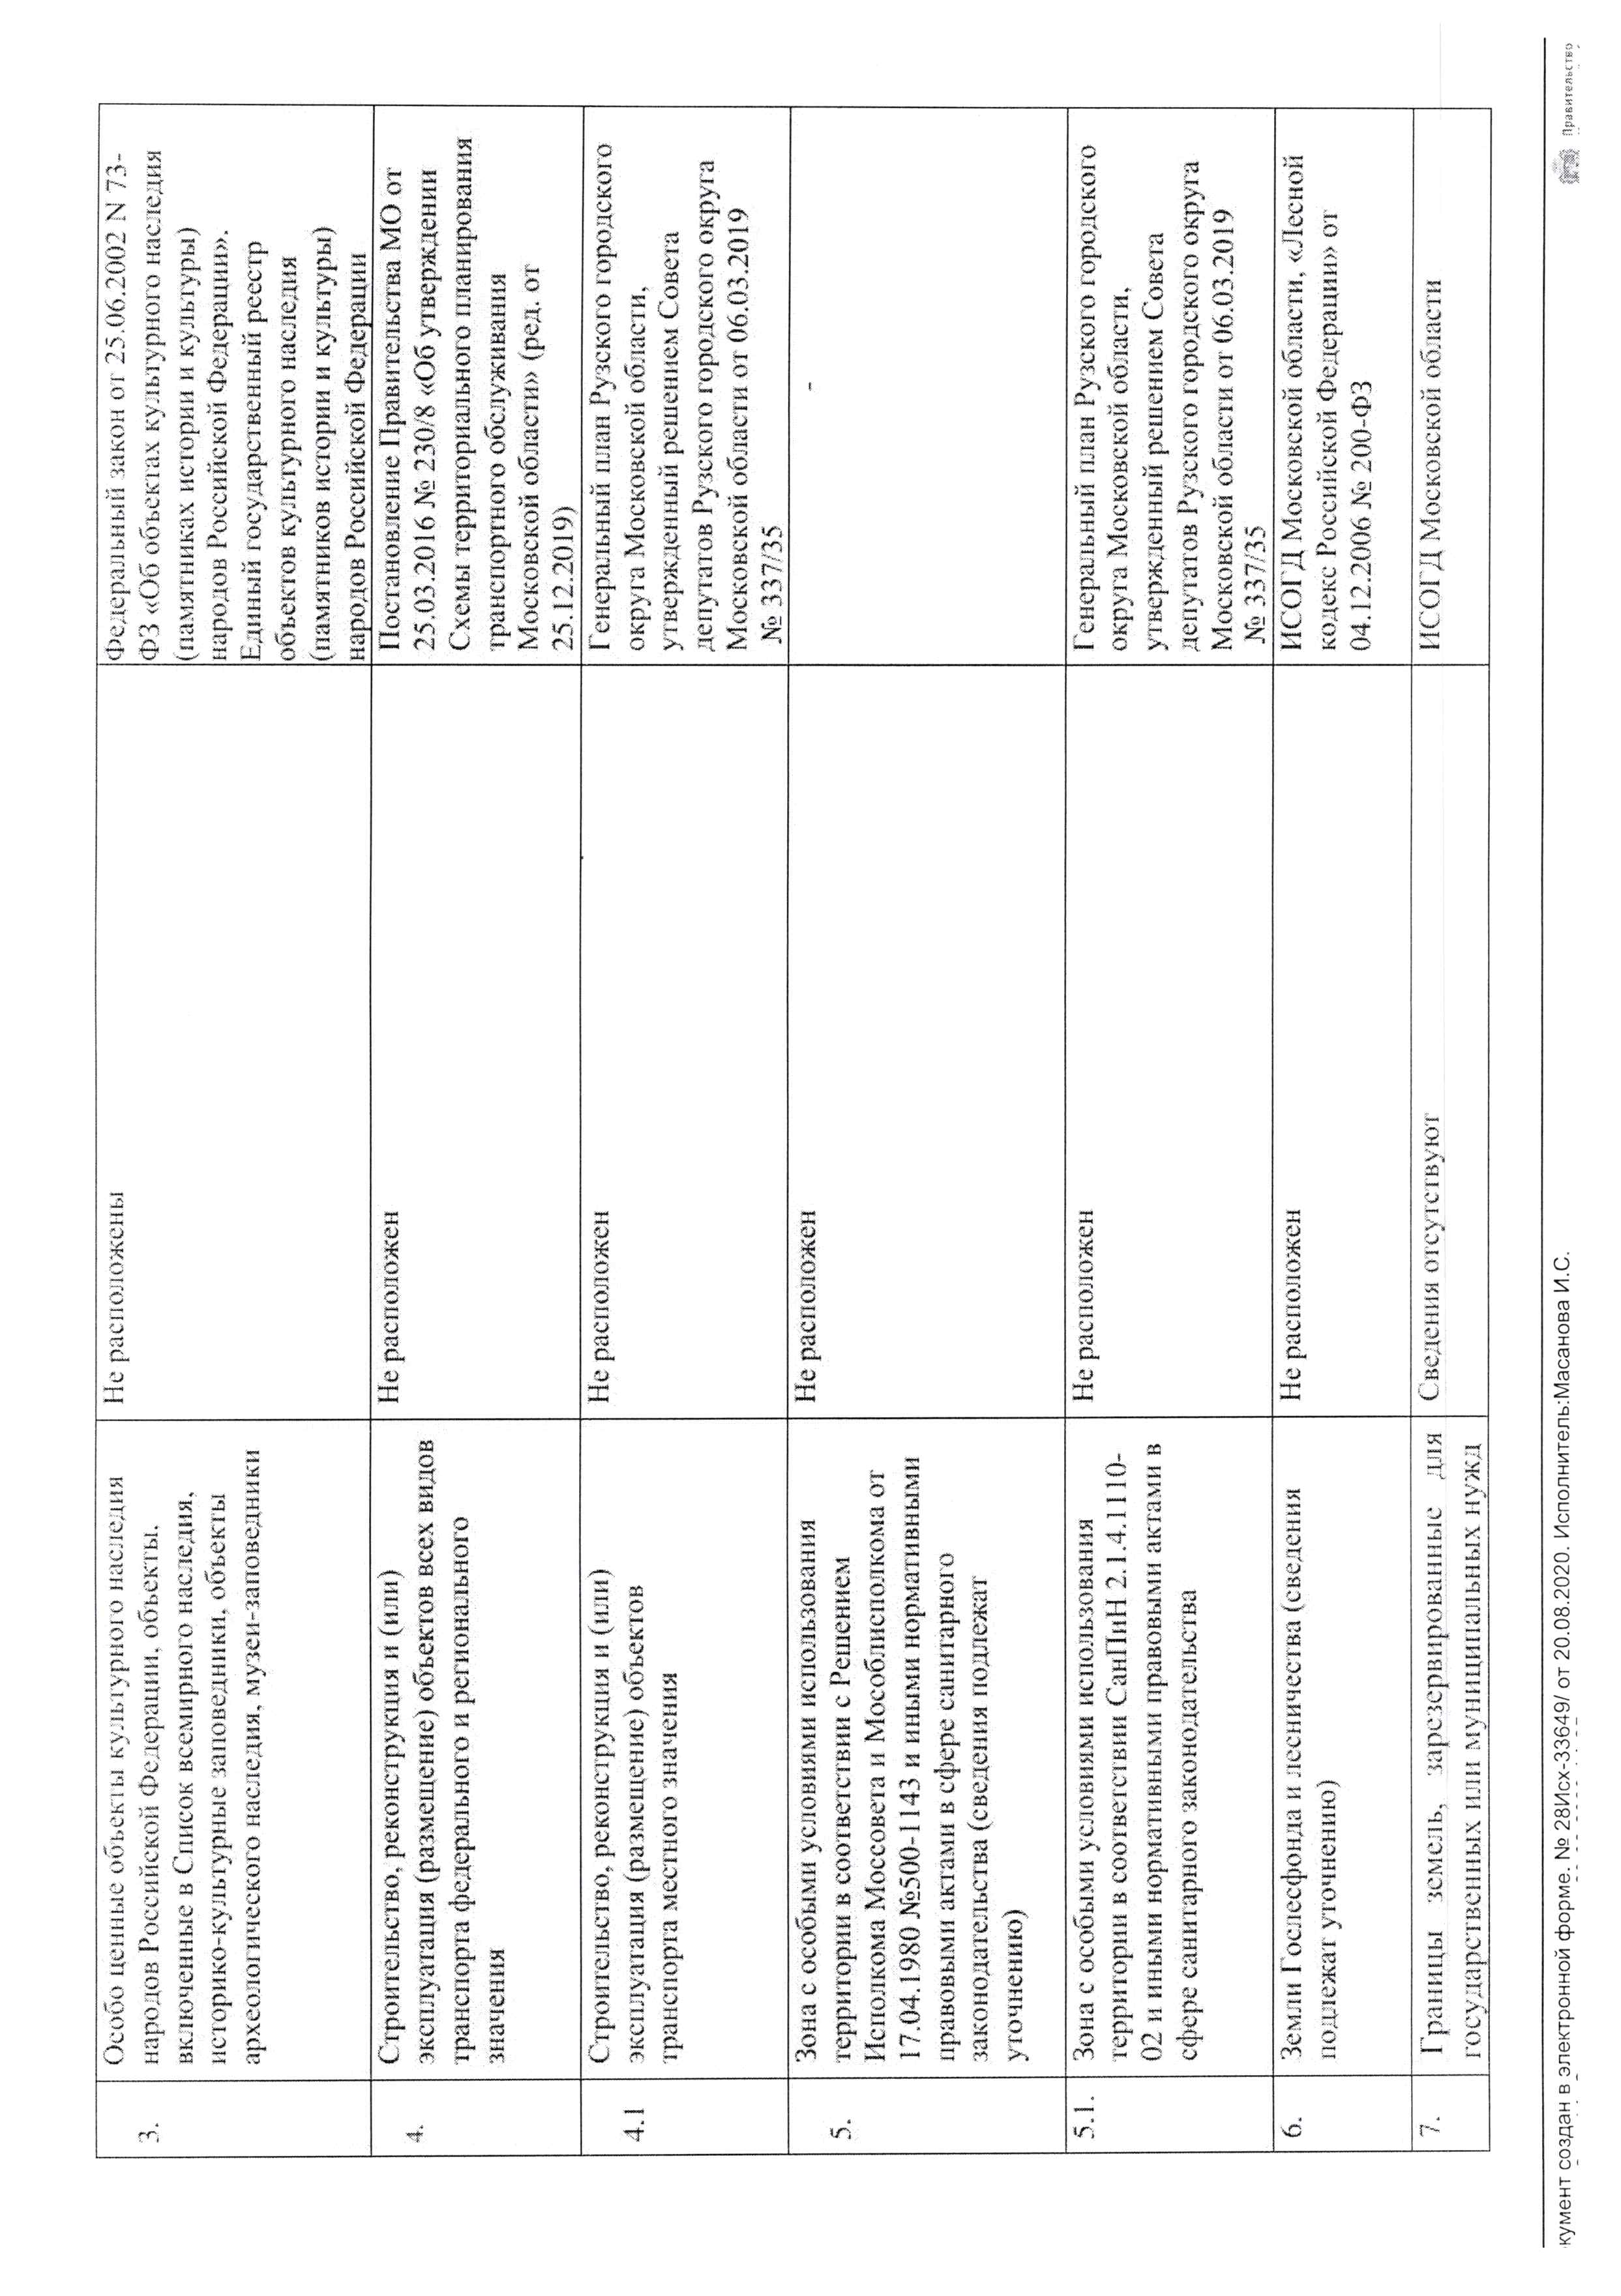 3.
Особо ценные объекты культурного наследия
народов Российской Федерации, объекты,
включенные в Список всемирного наследия,
историко-культурные заповедники, объекты
археологического наследия, музеи-заповедники
Не расположены
Федеральный закон от 25.06.2002 N 73-
ФЗ «Об объектах культурного наследия
(памятниках истории и культуры)
народов Российской Федерации».
Единый государственный реестр
объектов культурного наследия
(памятников истории и культуры)
народов Российской Федерации
4.
Строительство, реконструкция и (или)
эксплуатация (размещение) объектов всех видов
транспорта федерального и регионального
значения
Не расположен
Постановление Правительства МО от
25.03.2016 № 230/8 «Об утверждении
Схемы территориального планирования
транспортного обслуживания
Московской области» (ред. от
25.12.2019)
4.1
Строительство, реконструкция и (или)
эксплуатация (размещение) объектов
транспорта местного значения
Не расположен
Генеральный план Рузского городского
округа Московской области,
утвержденный решением Совета
депутатов Рузского городского округа
Московской области от 06.03.2019
№ 337/35
5.
Зона с особыми условиями использования
территории в соответствии с Решением
Исполкома Моссовета и Мособлисполкома от
17.04.1980 №500-1143 и иными нормативными
правовыми актами в сфере санитарного
законодательства (сведения подлежат
уточнению)
Не расположен
-
5.1.
Зона с особыми условиями использования
территории в соответствии СанПиН 2.1.4.1110-
02 и иными нормативными правовыми актами в
сфере санитарного законодательства
Не расположен
Генеральный план Рузского городского
округа Московской области,
утвержденный решением Совета
депутатов Рузского городского округа
Московской области от 06.03.2019
№ 337/35
6.
Земли Гослесфонда и лесничества (сведения
подлежат уточнению)
Не расположен
ИСОГД Московской области, «Лесной
кодекс Российской Федерации» от
04.12.2006 № 200-ФЗ
7.
Границы земель, зарезервированные для
государственных или муниципальных нужд
Сведения отсутствуют
ИСОГД Московской области
кумент создан в электронной форме. № 28Исх-33649/ от 20.08.2020. Исполнитель:Масанова И.С.
Правительство